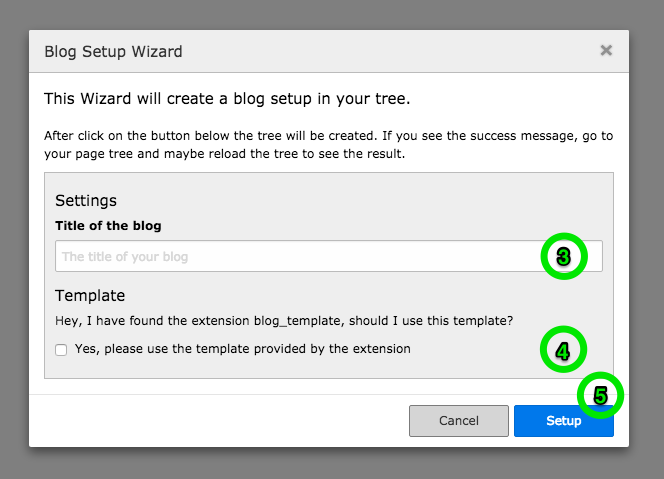 Blog Setup Wizard ×
This Wizard will create a blog setup in your tree.
After click on the button below the tree will be created. If you see the success message, go to
your page tree and maybe reload the tree to see the result.
Settings
Title of the blog
The title of your blog 3
Template
Hey, I have found the extension blog_template, should I use this template?
Yes, please use the template provided by the extension 4
5
Cancel Setup